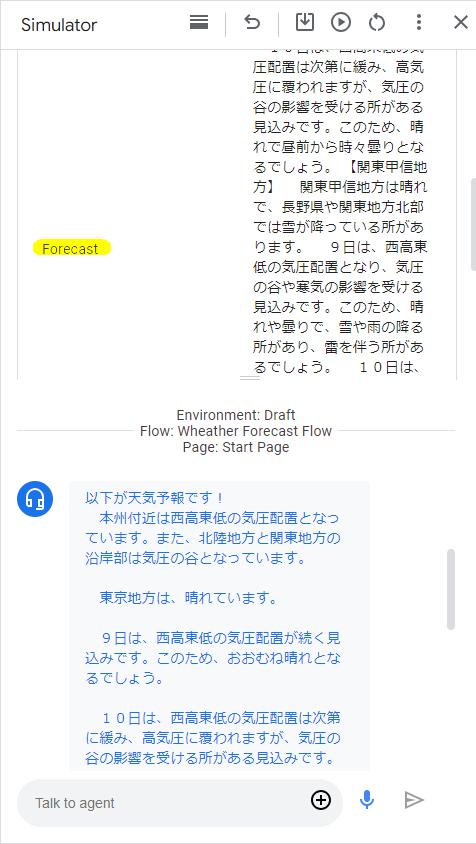 Simulator
１０日は、西高東低の気
圧配置は次第に緩み、高気
圧に覆われますが、気圧の
谷の影響を受ける所がある
見込みです。このため、晴
れで昼前から時々曇りとな
るでしょう。 【関東甲信地
方】　 関東甲信地方は晴れ
で、長野県や関東地方北部
では雪が降っている所があ
ります。　 ９日は、西高東
低の気圧配置となり、気圧
の谷や寒気の影響を受ける
見込みです。このため、晴
れや曇りで、雪や雨の降る
所があり、雷を伴う所があ
るでしょう。　 １０日は、
Forecast
Environment: Draft
Flow: Wheather Forecast Flow
Page: Start Page
以下が天気予報です！
　本州付近は西高東低の気圧配置となっ
ています。また、北陸地方と関東地方の
沿岸部は気圧の谷となっています。
　東京地方は、晴れています。
　９日は、西高東低の気圧配置が続く見
込みです。このため、おおむね晴れとな
るでしょう。
　１０日は、西高東低の気圧配置は次第
に緩み、高気圧に覆われますが、気圧の
谷の影響を受ける所がある見込みです。
Talk to agent